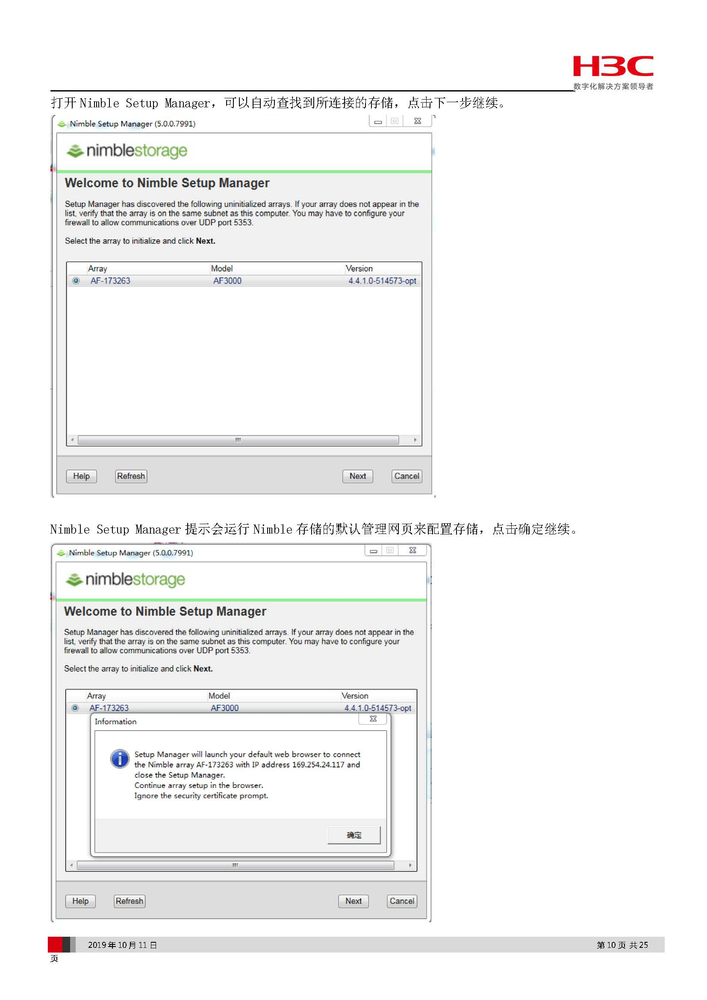 H3C
数字化解决方案领导者
打开 Nimble Setup Manager，可以自动查找到所连接的存储，点击下一步继续。
Nimble Setup Manager (5.0.0.7991)
nimblestorage
Welcome to Nimble Setup Manager
Setup Manager has discovered the following uninitialized arrays. If your array does not appear in the
list, verify that the array is on the same subnet as this computer. You may have to configure your
firewall to allow communications over UDP port 5353.
Select the array to initialize and click Next.
Array Model Version
AF-173263 AF3000 4.4.1.0-514573-opt
Help Refresh Next Cancel
Nimble Setup Manager 提示会运行 Nimble 存储的默认管理网页来配置存储，点击确定继续。
Nimble Setup Manager (5.0.0.7991)
nimblestorage
Welcome to Nimble Setup Manager
Setup Manager has discovered the following uninitialized arrays. If your array does not appear in the
list, verify that the array is on the same subnet as this computer. You may have to configure your
firewall to allow communications over UDP port 5353.
Select the array to initialize and click Next.
Array Model Version
AF-173263 AF3000 4.4.1.0-514573-opt
Information
Setup Manager will launch your default web browser to connect
the Nimble array AF-173263 with IP address 169.254.24.117 and
close the Setup Manager.
Continue array setup in the browser.
Ignore the security certificate prompt.
确定
Help Refresh Next Cancel
2019年10月11日 第10页 共25
页